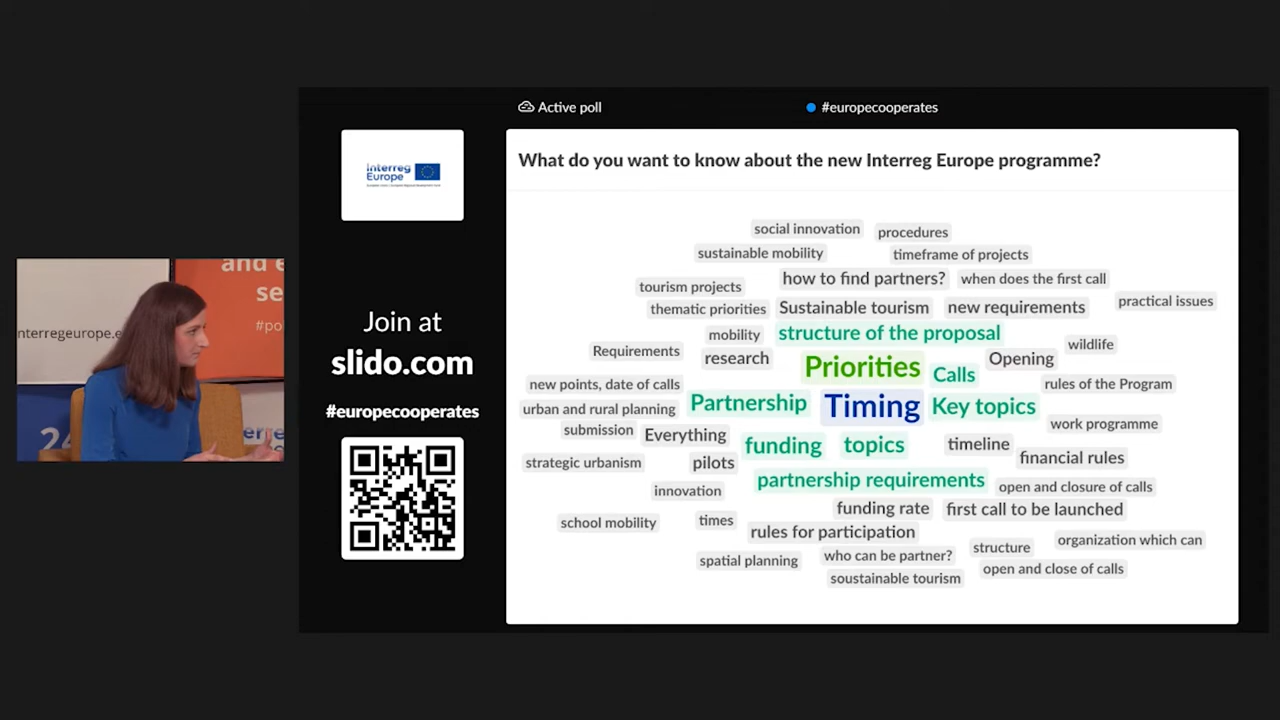 Active poll
#europecooperates
Interreg
Europe
What do you want to know about the new Interreg Europe programme?
social innovation
procedures
sustainable mobility
timeframe of projects
how to find partners?
when does the first call
tourism projects
practical issues
thematic priorities
Sustainable tourism
new requirements
mobility
structure of the proposal
wildlife
Requirements
research
Priorities
Opening
Calls
new points, date of calls
rules of the Program
urban and rural planning
Partnership
Timing
Key topics
submission
Everything
funding
topics
timeline
work programme
strategic urbanism
pilots
financial rules
innovation
partnership requirements
open and closure of calls
school mobility
times
funding rate
first call to be launched
rules for participation
organization which can
spatial planning
who can be partner?
structure
soustainable tourism
open and close of calls
Join at
slido.com
#europecooperates
and e
se
nterregeurope.e
#po
24